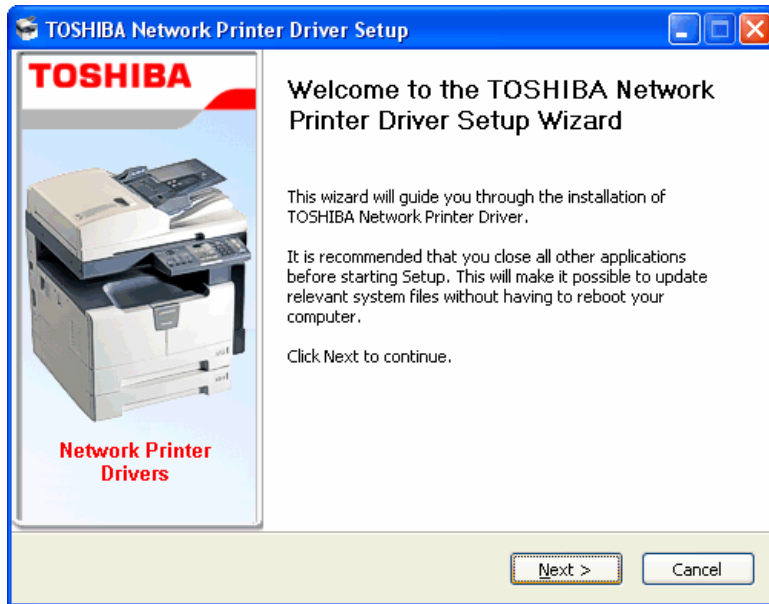 TOSHIBA Network Printer Driver Setup
TOSHIBA
Welcome to the TOSHIBA Network
Printer Driver Setup Wizard
This wizard will guide you through the installation of
TOSHIBA Network Printer Driver.
It is recommended that you close all other applications
before starting Setup. This will make it possible to update
relevant system files without having to reboot your
computer.
Click Next to continue.
Network Printer
Drivers
Next >
Cancel